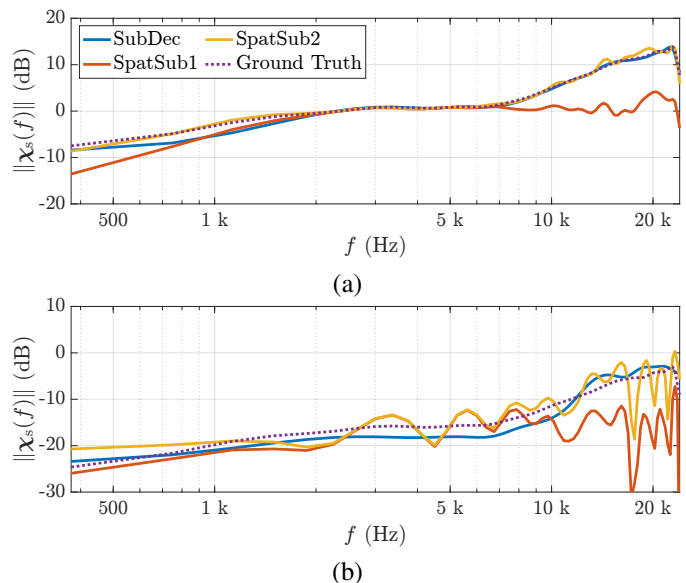 20
SubDec
SpatSub2
SpatSub1
Ground Truth
10
0
-10
-20
‖χₛ(f)‖ (dB)
500
1 k
5 k
10 k
20 k
f (Hz)
(a)
10
0
-10
-20
-30
‖χₛ(f)‖ (dB)
500
1 k
5 k
10 k
20 k
f (Hz)
(b)